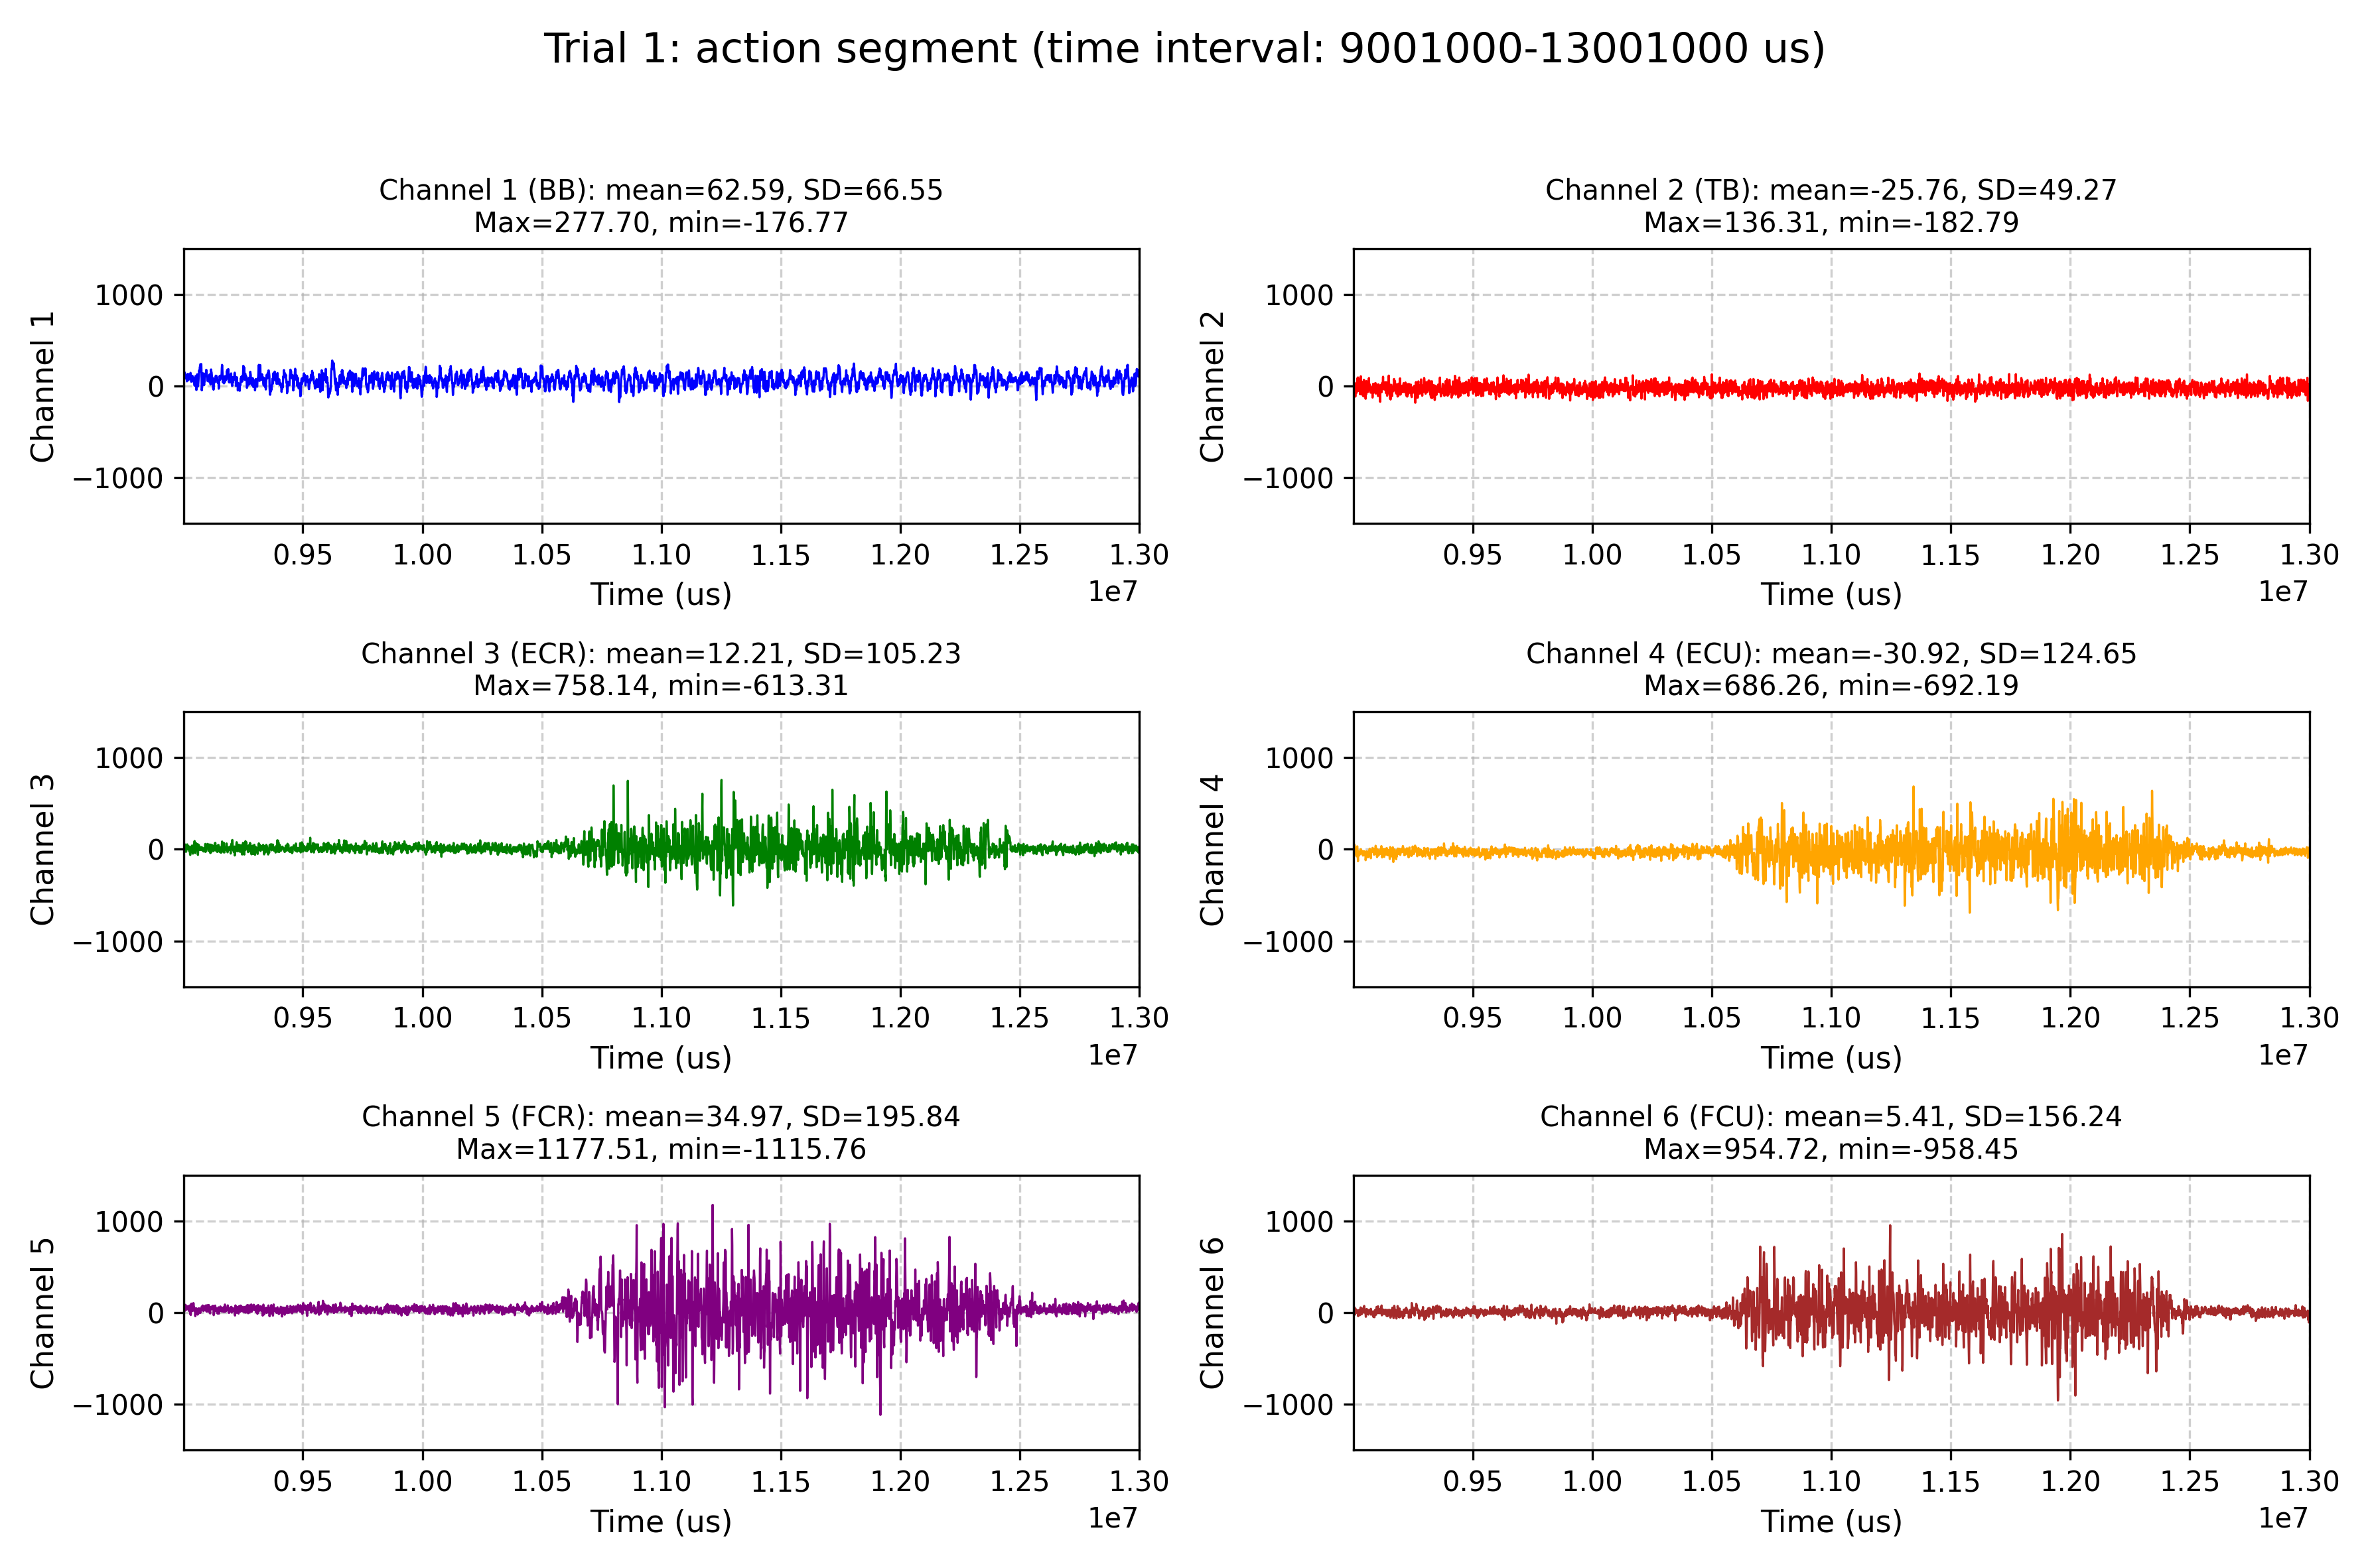 Trial 1: action segment (time interval: 9001000-13001000 us)
Channel 1 (BB): mean=62.59, SD=66.55
Max=277.70, min=-176.77
1000
0
−1000
Channel 1
0.95 1.00 1.05 1.10 1.15 1.20 1.25 1.30
1e7
Time (us)
Channel 2 (TB): mean=-25.76, SD=49.27
Max=136.31, min=-182.79
1000
0
−1000
Channel 2
0.95 1.00 1.05 1.10 1.15 1.20 1.25 1.30
1e7
Time (us)
Channel 3 (ECR): mean=12.21, SD=105.23
Max=758.14, min=-613.31
1000
0
−1000
Channel 3
0.95 1.00 1.05 1.10 1.15 1.20 1.25 1.30
1e7
Time (us)
Channel 4 (ECU): mean=-30.92, SD=124.65
Max=686.26, min=-692.19
1000
0
−1000
Channel 4
0.95 1.00 1.05 1.10 1.15 1.20 1.25 1.30
1e7
Time (us)
Channel 5 (FCR): mean=34.97, SD=195.84
Max=1177.51, min=-1115.76
1000
0
−1000
Channel 5
0.95 1.00 1.05 1.10 1.15 1.20 1.25 1.30
1e7
Time (us)
Channel 6 (FCU): mean=5.41, SD=156.24
Max=954.72, min=-958.45
1000
0
−1000
Channel 6
0.95 1.00 1.05 1.10 1.15 1.20 1.25 1.30
1e7
Time (us)